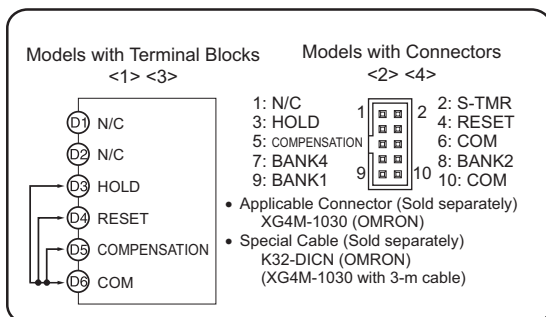 Models with Terminal Blocks
<1> <3>
D1 N/C
D2 N/C
D3 HOLD
D4 RESET
D5 COMPENSATION
D6 COM
Models with Connectors
<2> <4>
1: N/C
3: HOLD
5: COMPENSATION
7: BANK4
9: BANK1
1 2
9 10
2: S-TMR
4: RESET
6: COM
8: BANK2
10: COM
• Applicable Connector (Sold separately)
XG4M-1030 (OMRON)
• Special Cable (Sold separately)
K32-DICN (OMRON)
(XG4M-1030 with 3-m cable)